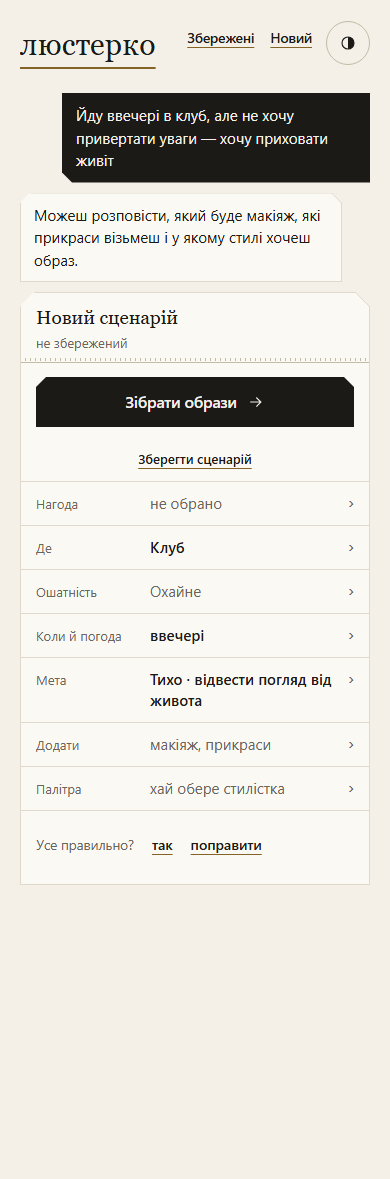 люстерко
Збережені Новий
Йду ввечері в клуб, але не хочу
привертати уваги — хочу приховати
живіт
Можеш розповісти, який буде макіяж, які
прикраси візьмеш і у якому стилі хочеш
образ.
Новий сценарій
не збережений
Зібрати образи →
Зберегти сценарій
Нагода не обрано ›
Де Клуб ›
Ошатність Охайне ›
Коли й погода ввечері ›
Мета Тихо · відвести погляд від ›
живота
Додати макіяж, прикраси ›
Палітра хай обере стилістка ›
Усе правильно? так поправити